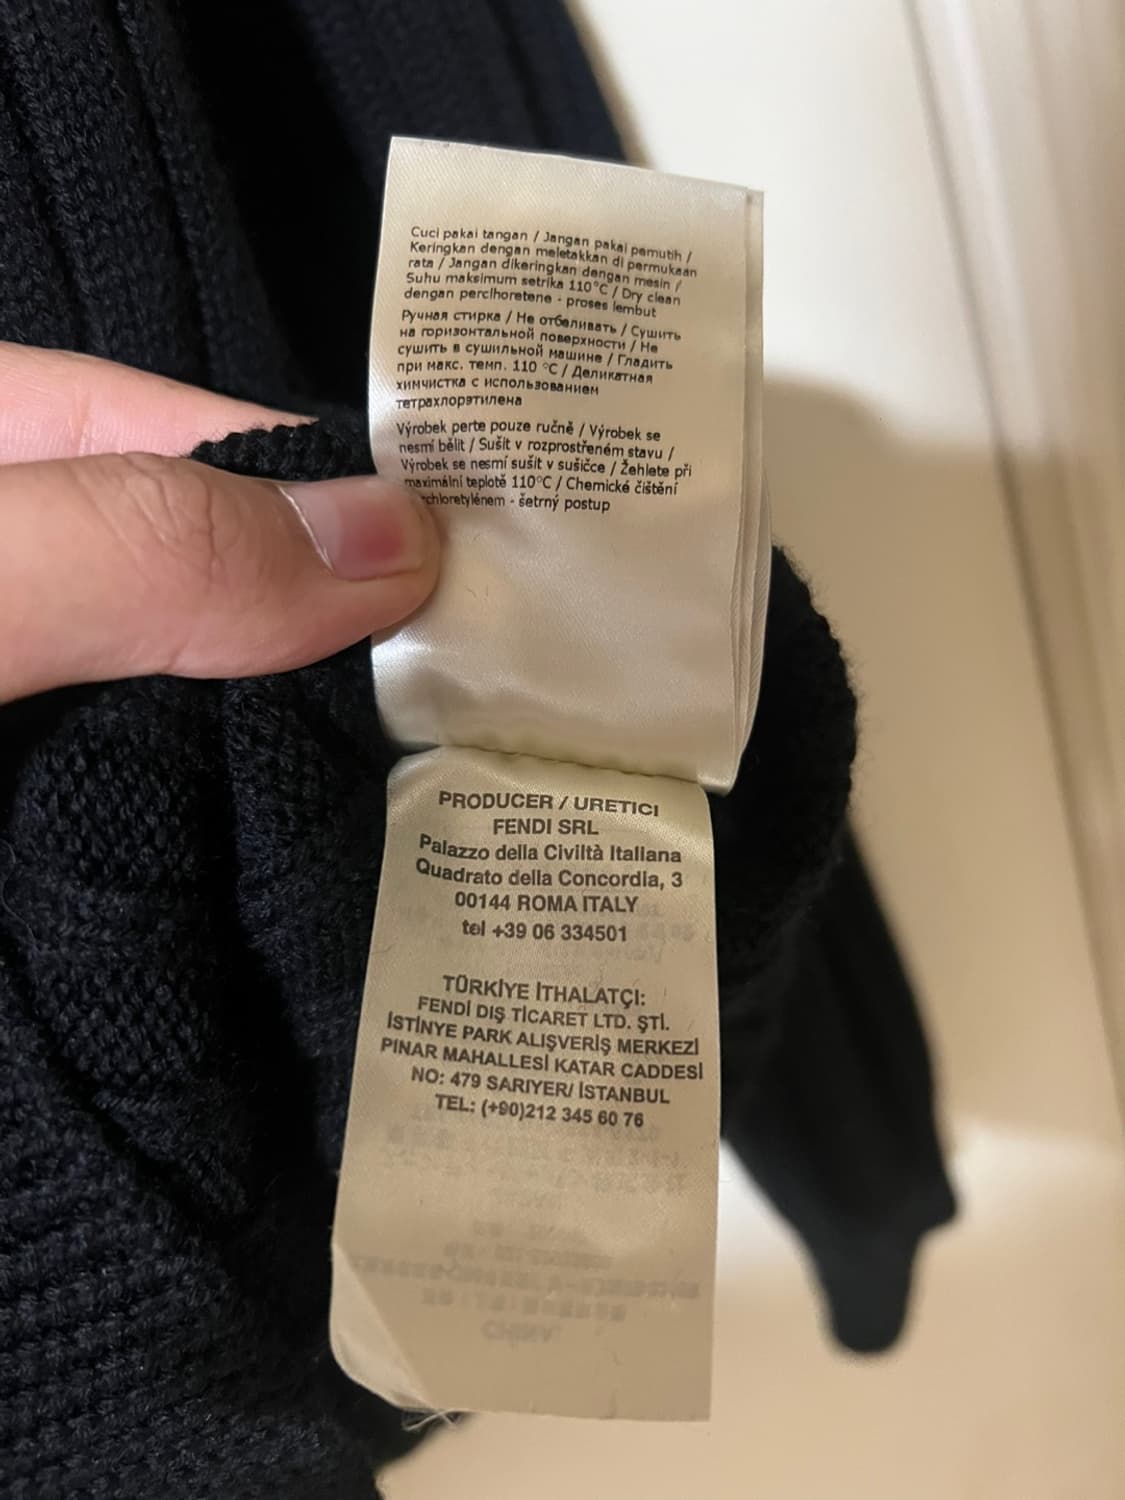 Cuci pakai tangan / Jangan pakai pemutih /
Keringkan dengan meletakkan di permukaan
rata / Jangan dikeringkan dengan mesin /
Suhu maksimum setrika 110°C / Dry clean
dengan perclhoretene - proses lembut
Ручная стирка / Не отбеливать / Сушить
на горизонтальной поверхности / Не
сушить в сушильной машине / Гладить
при макс. темп. 110 °C / Деликатная
химчистка с использованием
тетрахлорэтилена
Výrobek perte pouze ručně / Výrobek se
nesmí bělit / Sušit v rozprostřeném stavu /
Výrobek se nesmí sušit v sušičce / Žehlete při
maximální teplotě 110°C / Chemické čištění
- šetrný postup
PRODUCER / URETICI
FENDI SRL
Palazzo della Civiltà Italiana
Quadrato della Concordia, 3
00144 ROMA ITALY
tel +39 06 334501
TÜRKİYE İTHALATÇI:
FENDİ DIŞ TİCARET LTD. ŞTİ.
İSTİNYE PARK ALIŞVERİŞ MERKEZİ
PINAR MAHALLESİ KATAR CADDESİ
NO: 479 SARIYER/ İSTANBUL
TEL: (+90)212 345 60 76